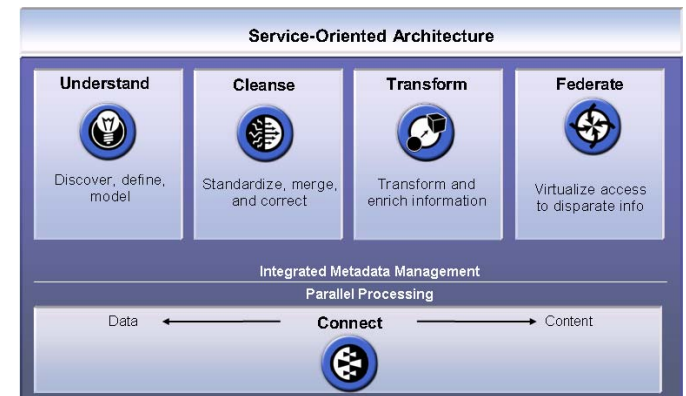 Service-Oriented Architecture
Understand
Discover, define,
model
Cleanse
Standardize, merge,
and correct
Transform
Transform and
enrich information
Federate
Virtualize access
to disparate info
Integrated Metadata Management
Parallel Processing
Data
Connect
Content